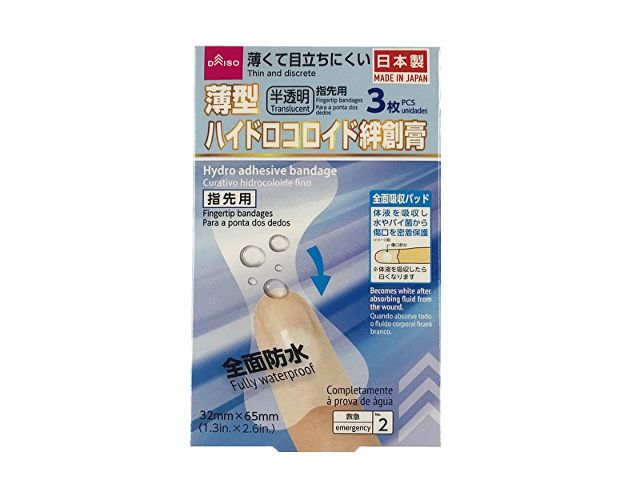 DAISO
薄くて目立ちにくい
Thin and discrete
日本製
MADE IN JAPAN
薄型
半透明
Translucent
指先用
Fingertip bandages
Para a ponta dos
dedos
3枚 PCS
unidades
ハイドロコロイド絆創膏
Hydro adhesive bandage
Curativo hidrocoloide fino
指先用
Fingertip bandages
Para a ponta dos dedos
全面吸収パッド
体液を吸収し
水やバイ菌から
傷口を密着保護
傷口部分
※体液を吸収したら
白くなります
Becomes white after
absorbing fluid from
the wound.
Quando absorve todo
o fluido corporal ficará
branco.
全面防水
Fully waterproof
Completamente
à prova de água
32mm×65mm
(1.3in.×2.6in.)
救急
emergency
No.
2